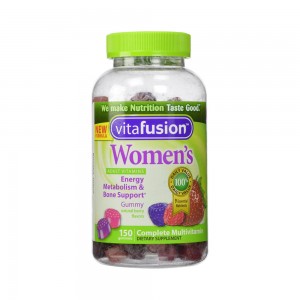 We make Nutrition Taste Good.
NEW
FORMULA
vitafusion
Women's
Energy
Metabolism &
Bone Support
Gummy
150
Complete Multivitamin
DIETARY SUPPLEMENT
100%